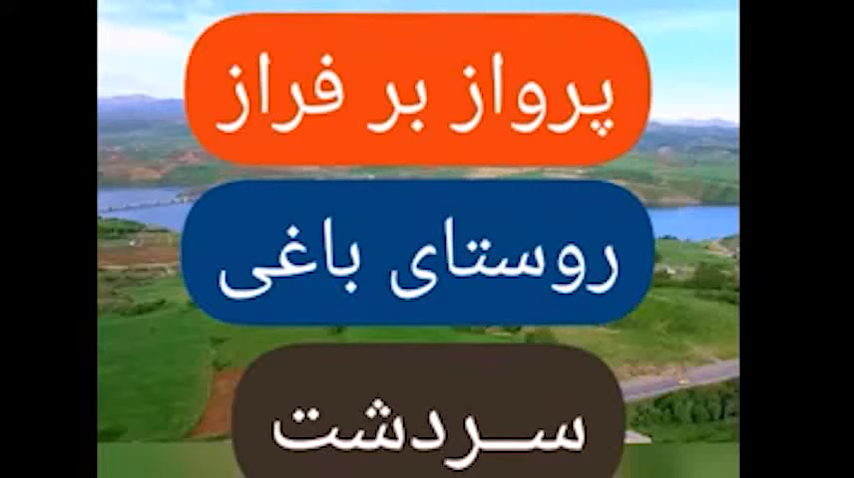 پرواز بر فراز
روستای باغی
ســردشت